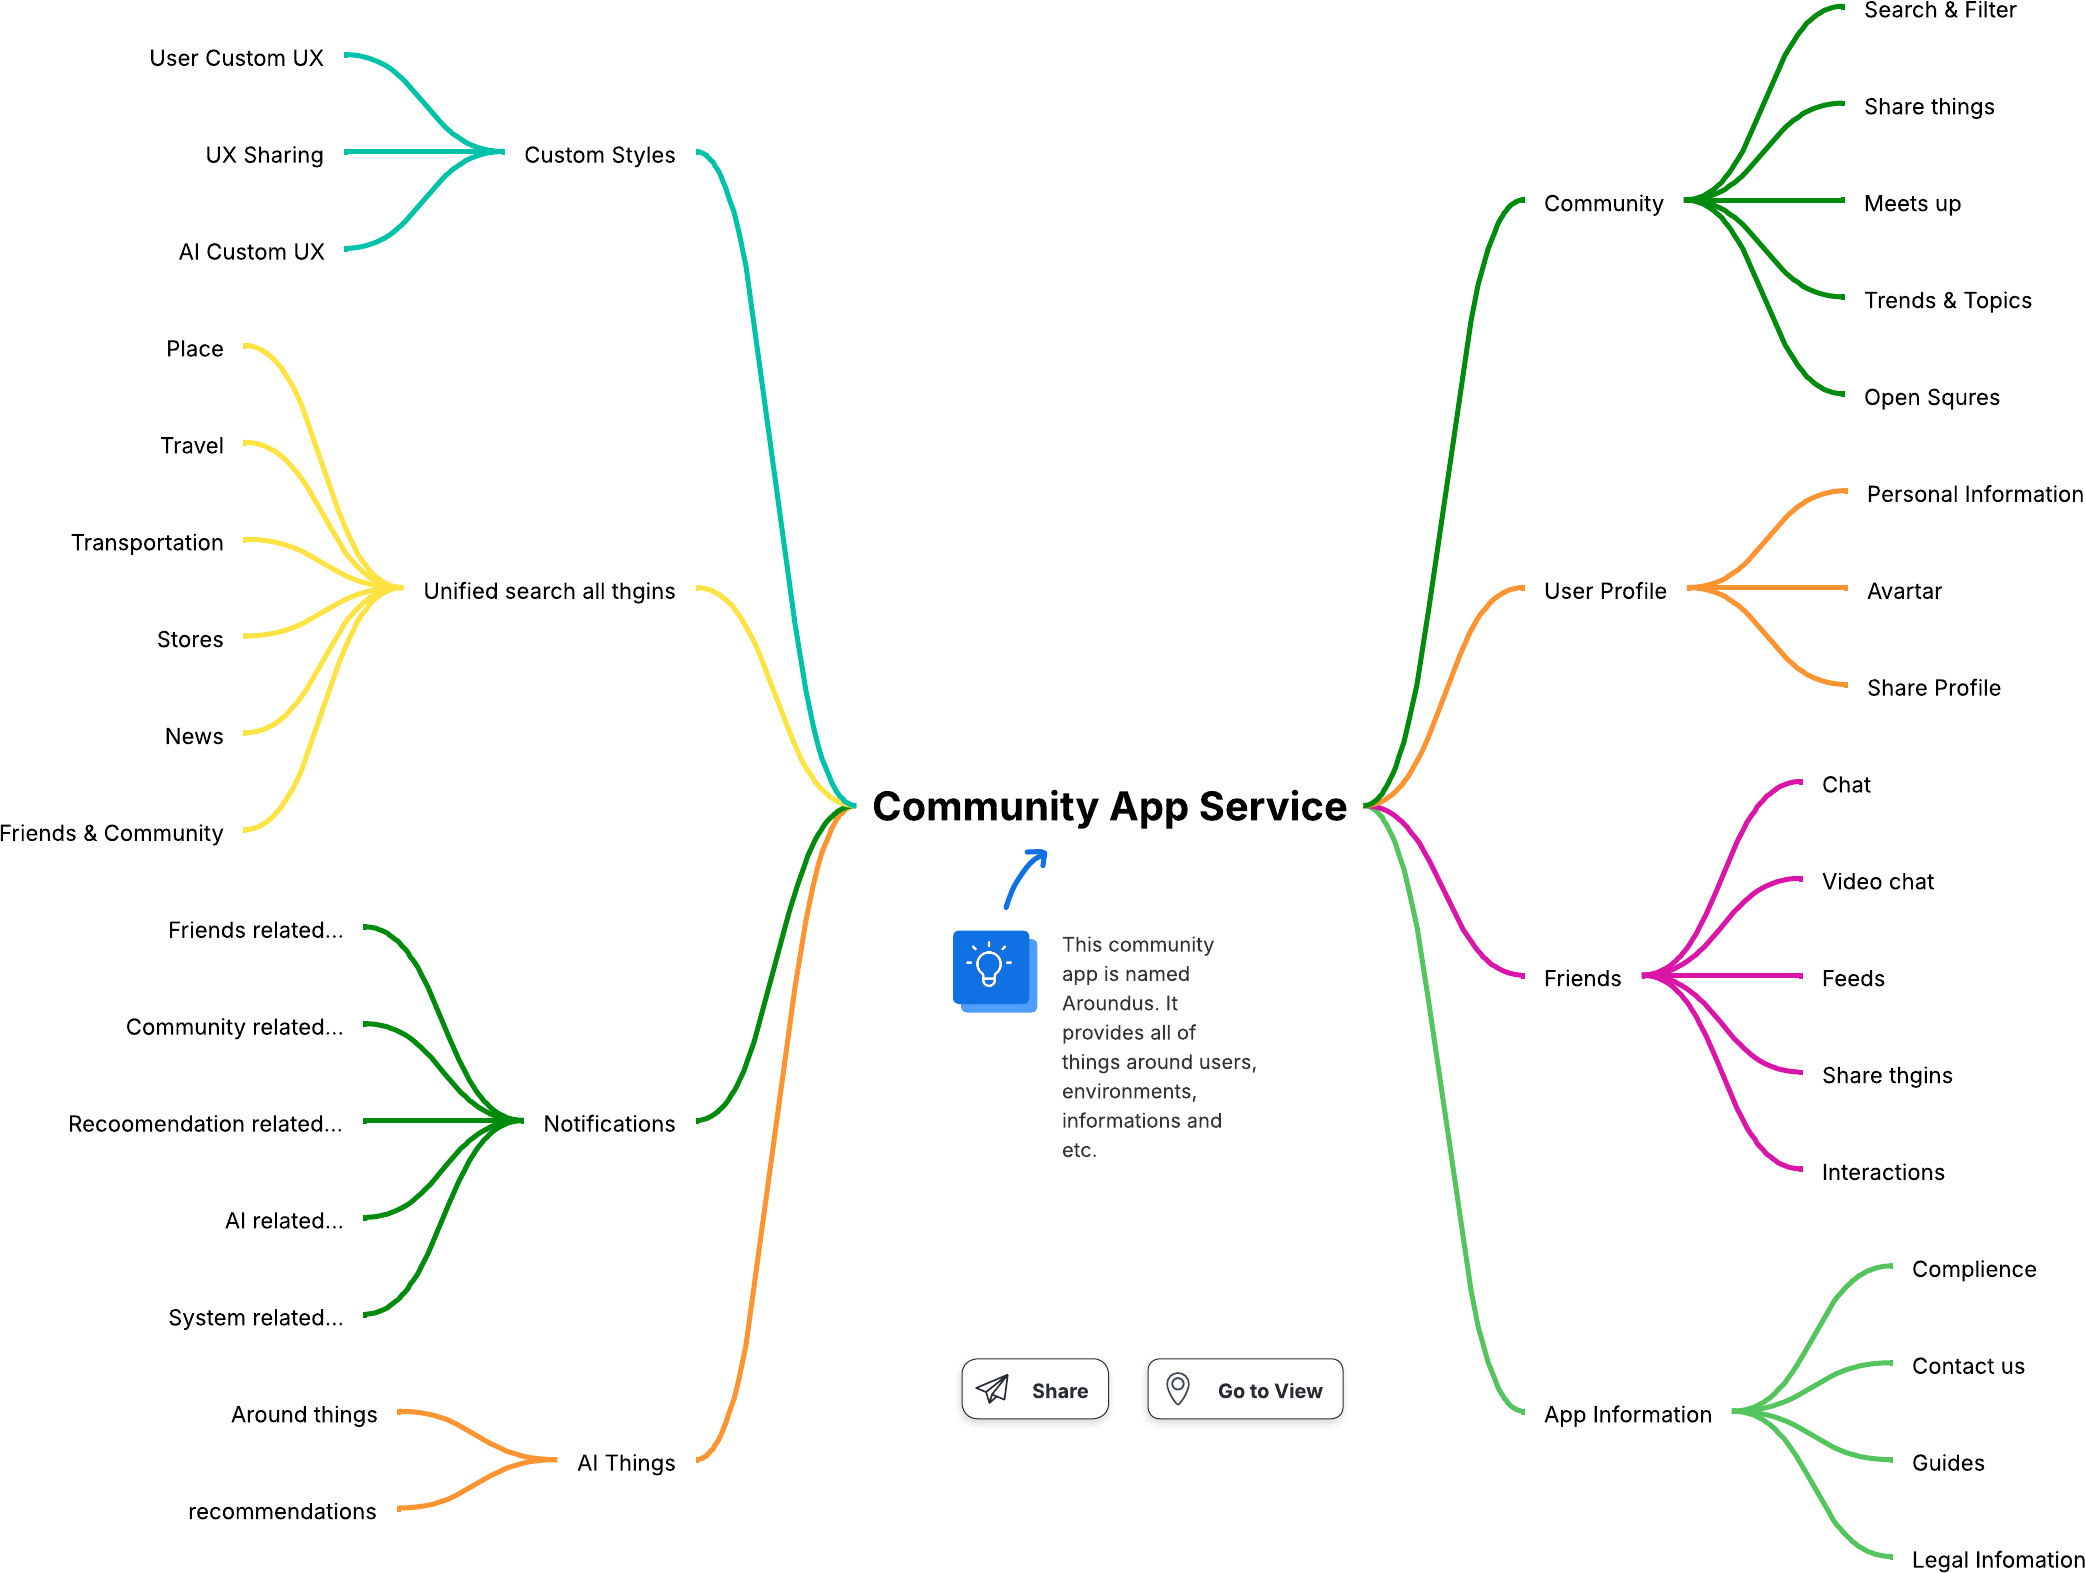 User Custom UX
UX Sharing
AI Custom UX
Custom Styles
Place
Travel
Transportation
Stores
News
Friends & Community
Unified search all thgins
Friends related...
Community related...
Recoomendation related...
AI related...
System related...
Notifications
Around things
recommendations
AI Things
Community App Service
This community
app is named
Aroundus. It
provides all of
things around users,
environments,
informations and
etc.
Share
Go to View
Community
Search & Filter
Share things
Meets up
Trends & Topics
Open Squres
User Profile
Personal Information
Avartar
Share Profile
Friends
Chat
Video chat
Feeds
Share thgins
Interactions
App Information
Complience
Contact us
Guides
Legal Infomation